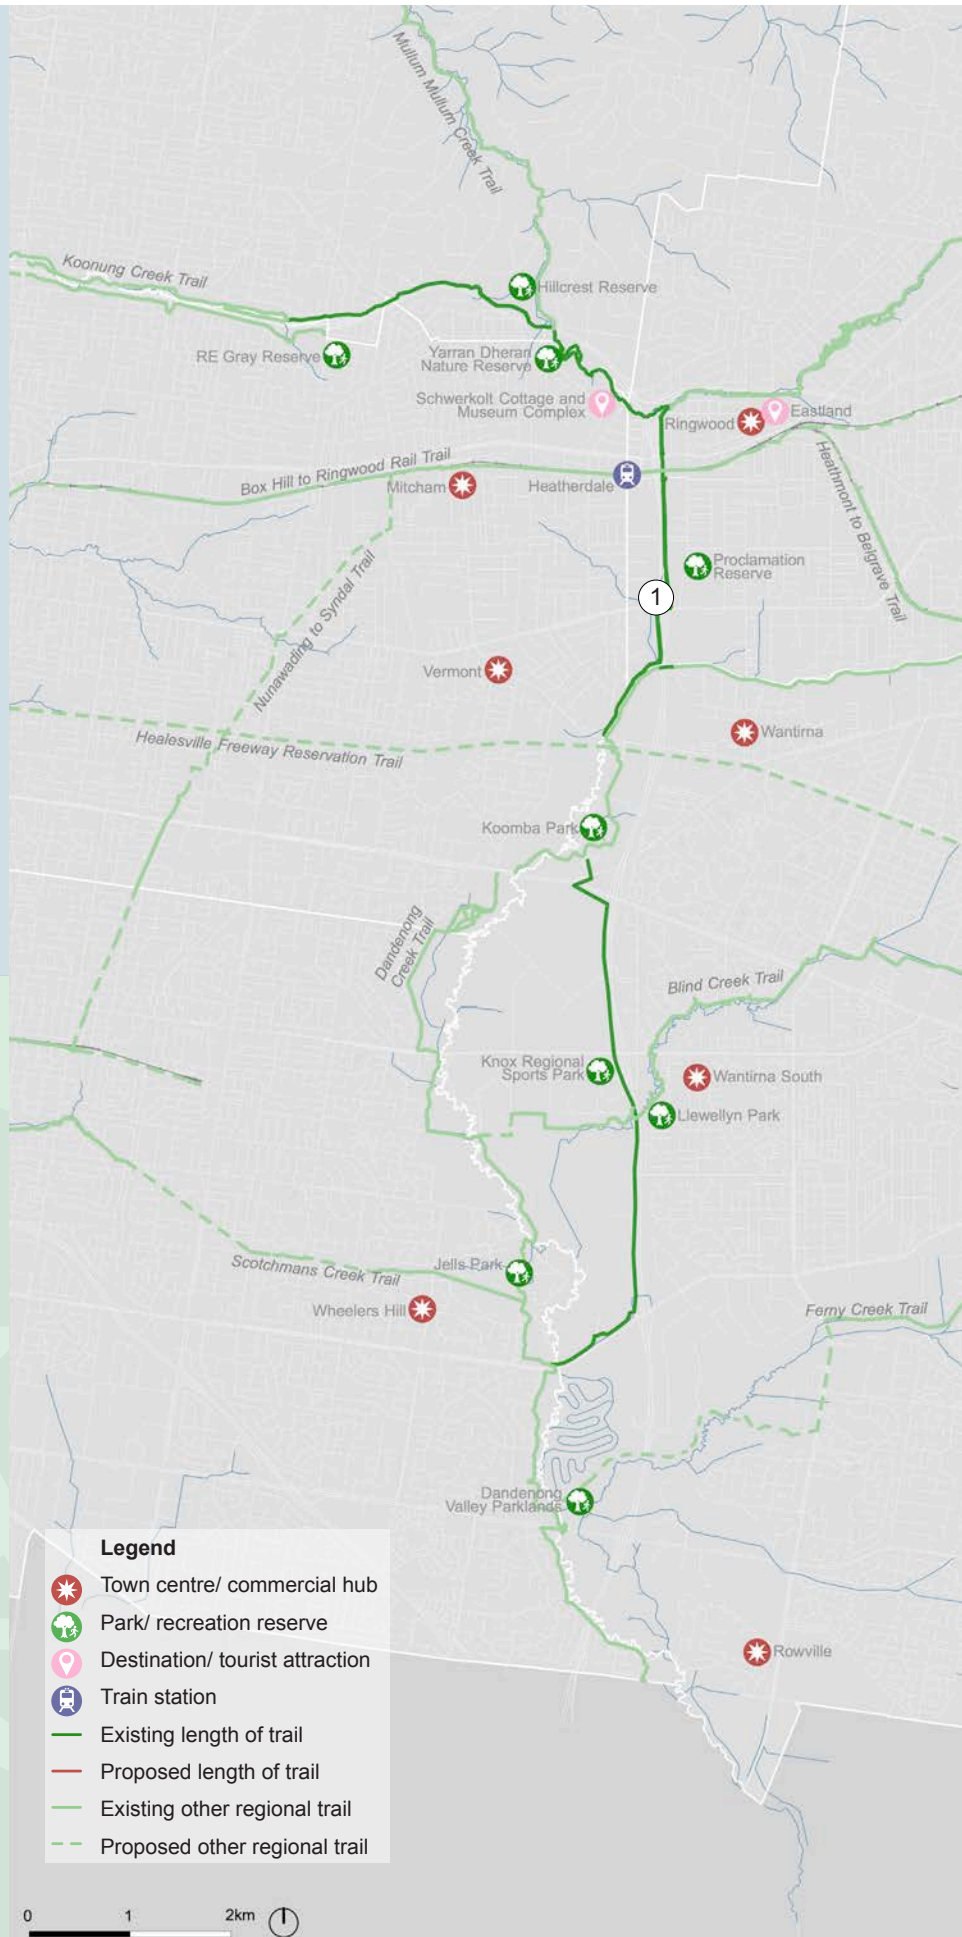 Mullum Mullum Creek Trail
Koonung Creek Trail
Hillcrest Reserve
RE Gray Reserve
Yarran Dheran
Nature Reserve
Schwerkolt Cottage and
Museum Complex
Ringwood
Eastland
Box Hill to Ringwood Rail Trail
Mitcham
Heatherdale
Heathmont to Belgrave Trail
Proclamation
Reserve
1
Nunawading to Syndal Trail
Vermont
Wantirna
Healesville Freeway Reservation Trail
Koomba Park
Dandenong
Creek Trail
Blind Creek Trail
Knox Regional
Sports Park
Wantirna South
Llewellyn Park
Scotchmans Creek Trail
Jells Park
Wheelers Hill
Ferny Creek Trail
Dandenong
Valley Parklands
Rowville
Legend
Town centre/ commercial hub
Park/ recreation reserve
Destination/ tourist attraction
Train station
Existing length of trail
Proposed length of trail
Existing other regional trail
Proposed other regional trail
0 1 2km